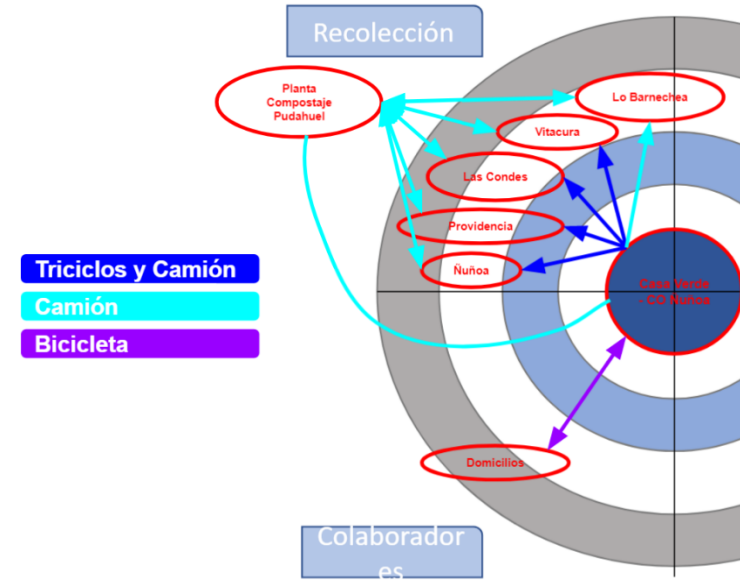 Recolección
Planta
Compostaje
Pudahuel
Lo Barnechea
Vitacura
Las Condes
Providencia
Ñuñoa
Casa Verde
- CD Ñuñoa
Triciclos y Camión
Camión
Bicicleta
Domicilios
Colaborador
es